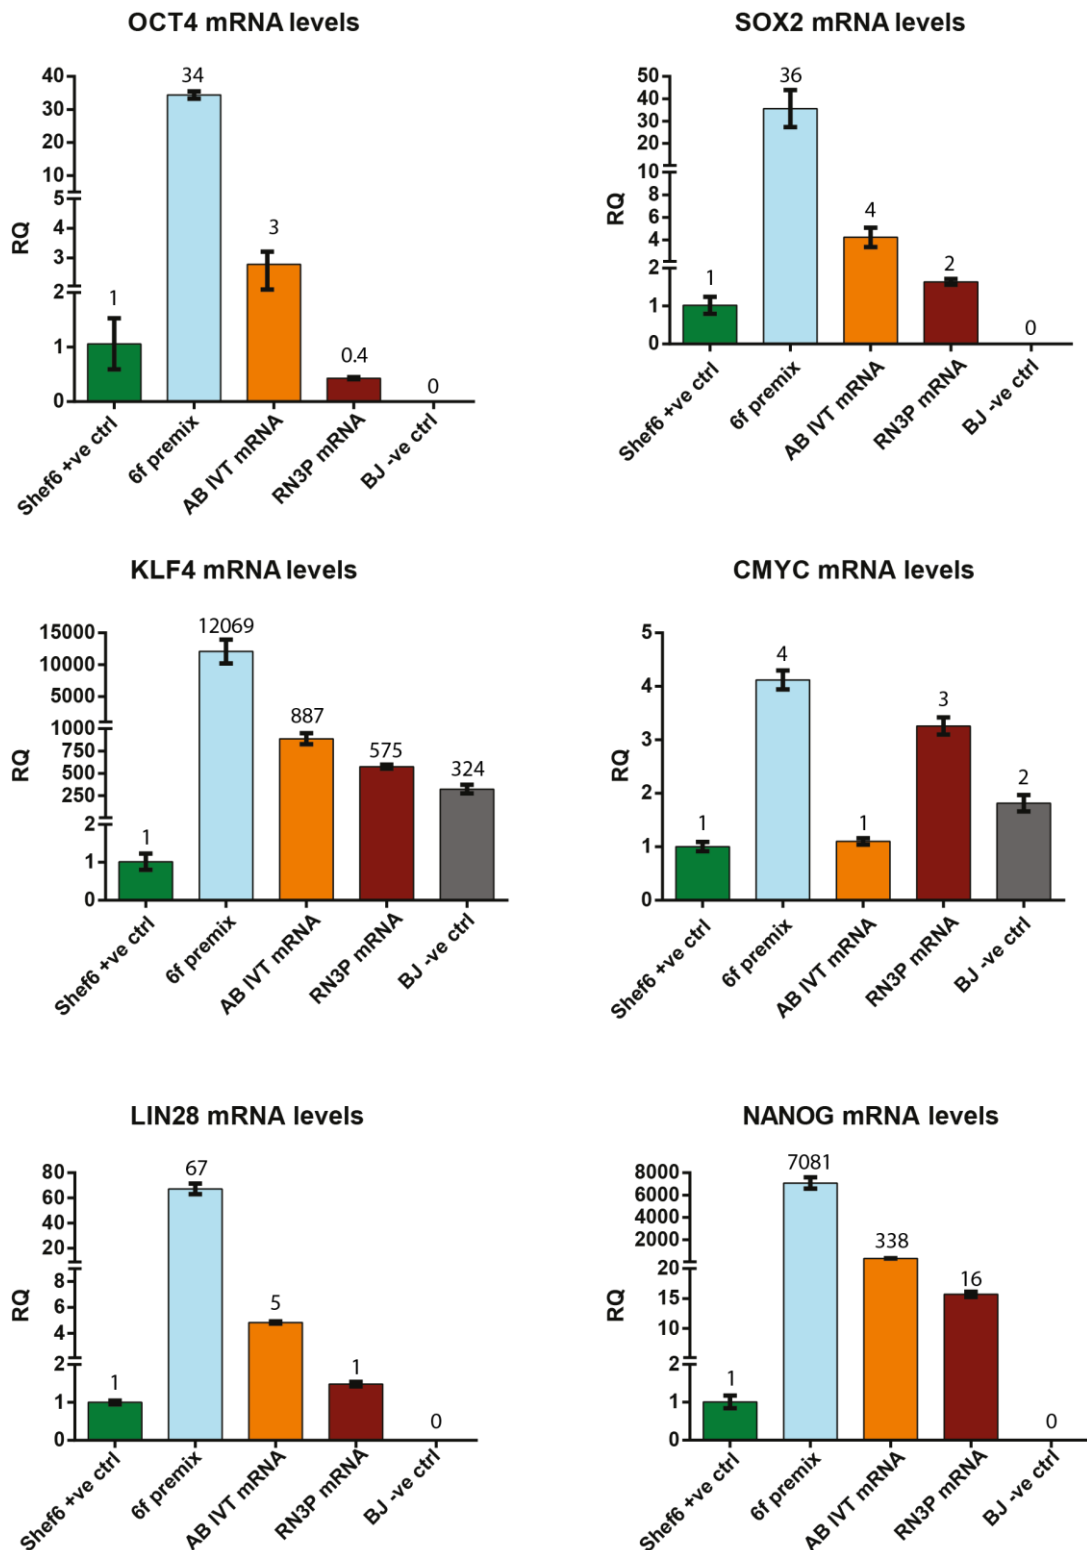 OCT4 mRNA levels
RQ
40
30
20
10
5
4
3
2
1
0
1
34
3
0.4
0
Shef6 +ve ctrl
6f premix
AB IVT mRNA
RN3P mRNA
BJ -ve ctrl
SOX2 mRNA levels
RQ
50
40
30
20
10
8
6
4
2
1
0
1
36
4
2
0
Shef6 +ve ctrl
6f premix
AB IVT mRNA
RN3P mRNA
BJ -ve ctrl
KLF4 mRNA levels
RQ
15000
10000
5000
1000
750
500
250
2
1
0
1
12069
887
575
324
Shef6 +ve ctrl
6f premix
AB IVT mRNA
RN3P mRNA
BJ -ve ctrl
CMYC mRNA levels
RQ
5
4
3
2
1
0
1
4
1
3
2
Shef6 +ve ctrl
6f premix
AB IVT mRNA
RN3P mRNA
BJ -ve ctrl
LIN28 mRNA levels
RQ
80
60
40
20
8
6
4
2
1
0
1
67
5
1
0
Shef6 +ve ctrl
6f premix
AB IVT mRNA
RN3P mRNA
BJ -ve ctrl
NANOG mRNA levels
RQ
8000
6000
4000
2000
20
15
10
2
1
0
1
7081
338
16
0
Shef6 +ve ctrl
6f premix
AB IVT mRNA
RN3P mRNA
BJ -ve ctrl